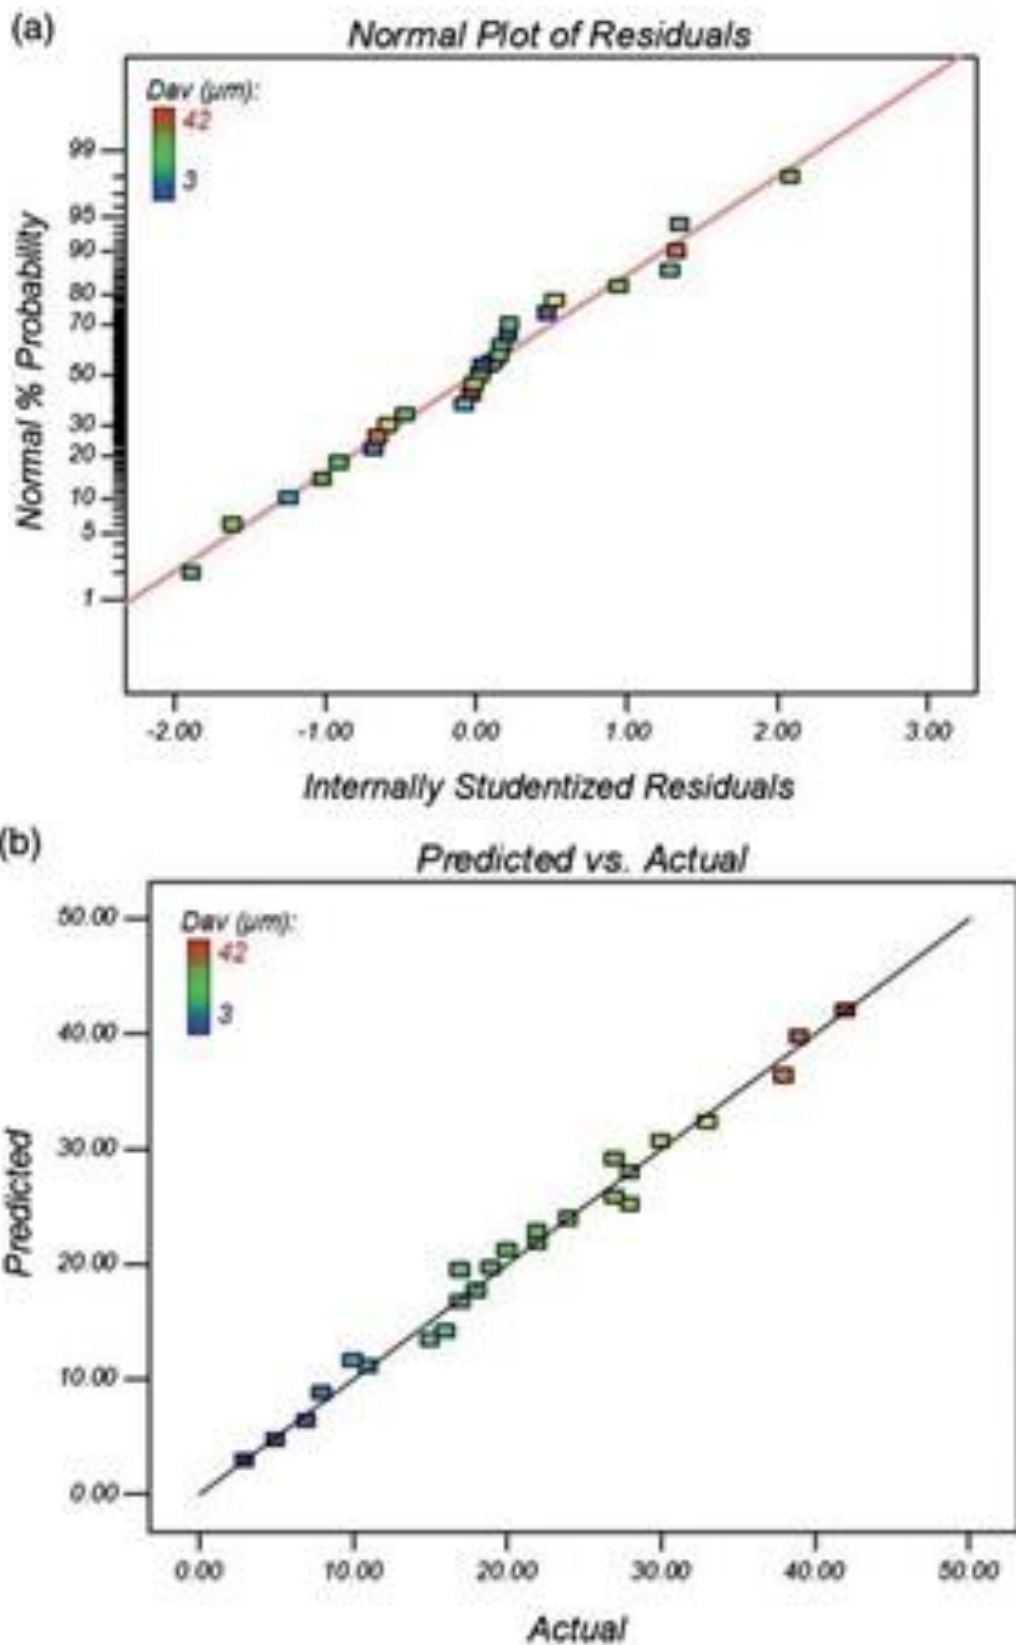 (a)
Normal Plot of Residuals
Dav (μm):
42
3
99
95
90
80
70
50
30
20
10
5
1
Normal % Probability
-2.00 -1.00 0.00 1.00 2.00 3.00
Internally Studentized Residuals
(b)
Predicted vs. Actual
Dav (μm):
42
3
50.00
40.00
30.00
20.00
10.00
0.00
Predicted
0.00 10.00 20.00 30.00 40.00 50.00
Actual